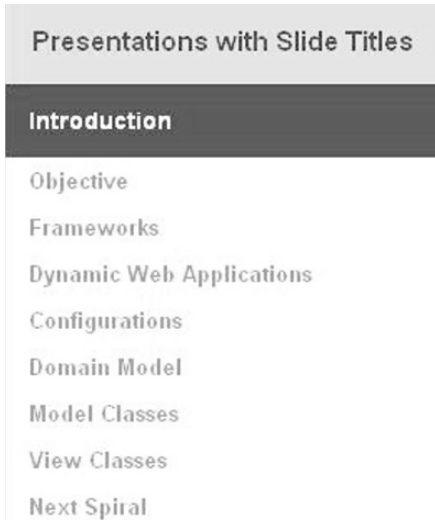 Presentations with Slide Titles
Introduction
Objective
Frameworks
Dynamic Web Applications
Configurations
Domain Model
Model Classes
View Classes
Next Spiral